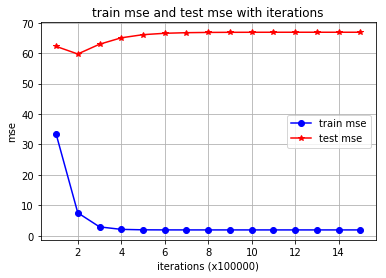 train mse and test mse with iterations
70
60
50
40
30
20
10
0
mse
train mse
test mse
2 4 6 8 10 12 14
iterations (x100000)